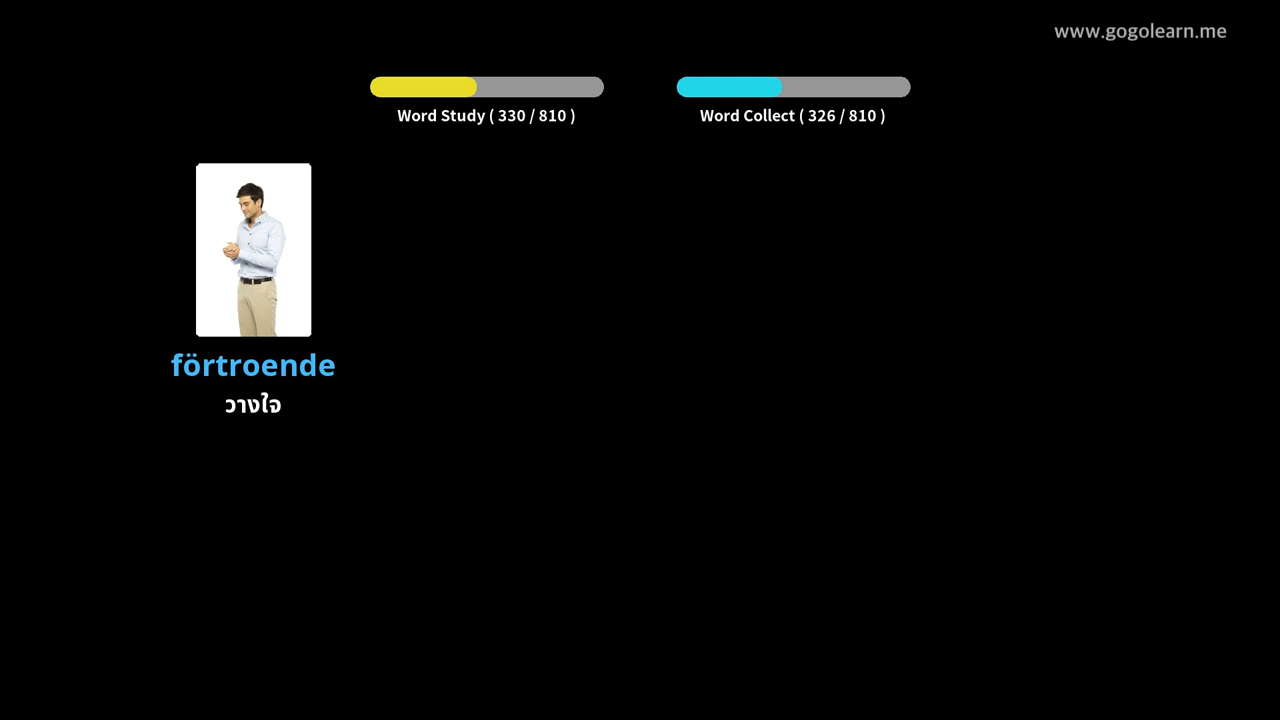 www.gogolearn.me
Word Study ( 330 / 810 )
Word Collect ( 326 / 810 )
förtroende
วางใจ